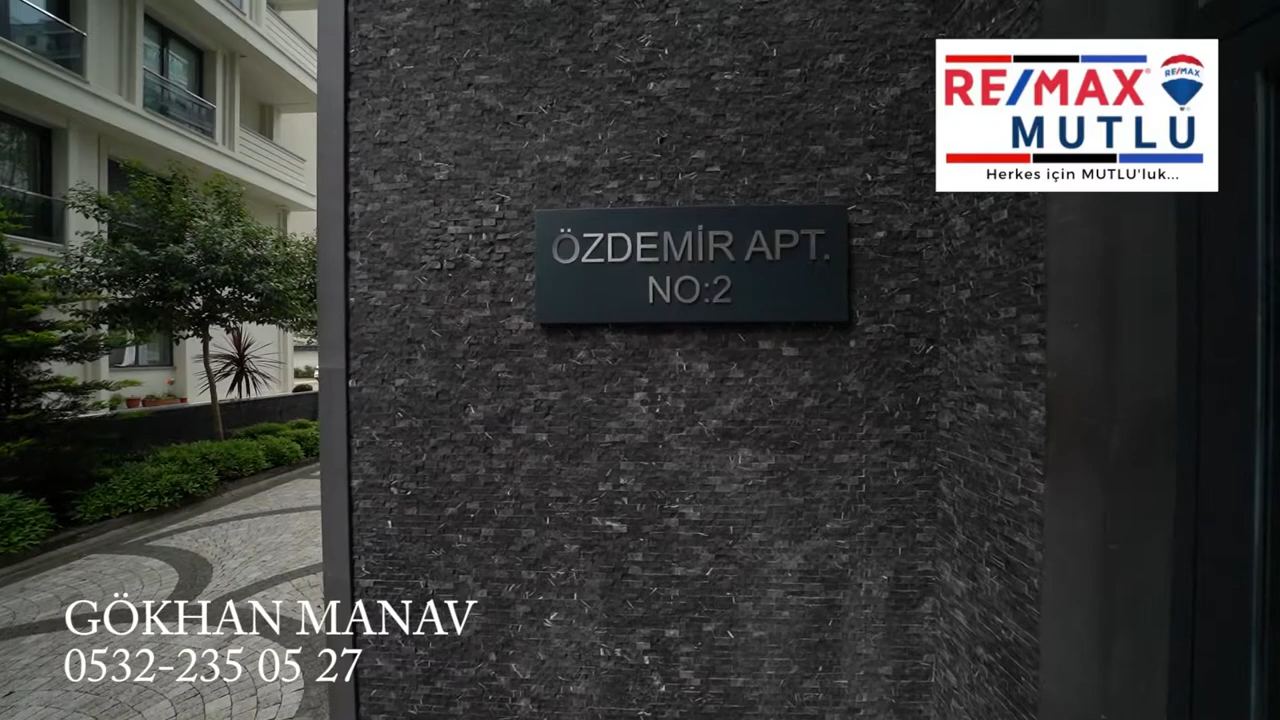 RE/MAX
RE/MAX
MUTLU
Herkes için MUTLU'luk...
ÖZDEMİR APT.
NO:2
GÖKHAN MANAV
0532-235 05 27